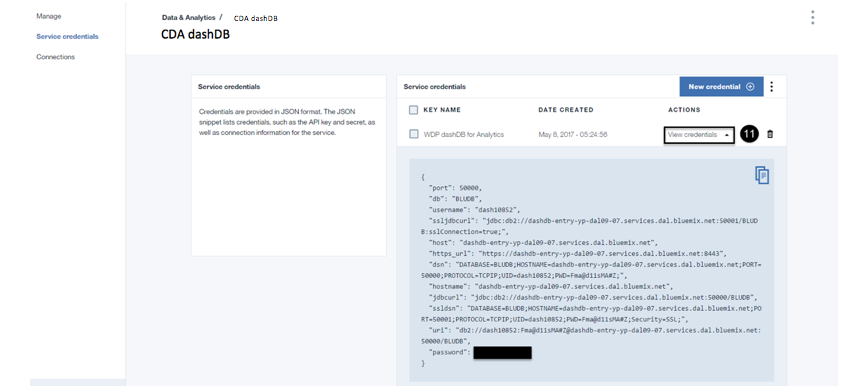 Manage
Service credentials
Connections
Data & Analytics / CDA dashDB
CDA dashDB
Service credentials
Credentials are provided in JSON format. The JSON
snippet lists credentials, such as the API key and secret, as
well as connection information for the service.
Service credentials
New credential
KEY NAME DATE CREATED ACTIONS
WDP dashDB for Analytics May 8, 2017 - 05:24:56 View credentials 11
{
"port": 50000,
"db": "BLUDB",
"username": "dash10852",
"ssljdbcurl": "jdbc:db2://dashdb-entry-yp-dal09-07.services.dal.bluemix.net:50001/BLUD
B:sslConnection=true;",
"host": "dashdb-entry-yp-dal09-07.services.dal.bluemix.net",
"https_url": "https://dashdb-entry-yp-dal09-07.services.dal.bluemix.net:8443",
"dsn": "DATABASE=BLUDB;HOSTNAME=dashdb-entry-yp-dal09-07.services.dal.bluemix.net;PORT=
50000;PROTOCOL=TCPIP;UID=dash10852;PWD=Fma@d11sMA#Z;",
"hostname": "dashdb-entry-yp-dal09-07.services.dal.bluemix.net",
"jdbcurl": "jdbc:db2://dashdb-entry-yp-dal09-07.services.dal.bluemix.net:50000/BLUDB",
"ssldsn": "DATABASE=BLUDB;HOSTNAME=dashdb-entry-yp-dal09-07.services.dal.bluemix.net;PO
RT=50001;PROTOCOL=TCPIP;UID=dash10852;PWD=Fma@d11sMA#Z;Security=SSL;",
"uri": "db2://dash10852:Fma@d11sMA#Z@dashdb-entry-yp-dal09-07.services.dal.bluemix.net:
50000/BLUDB",
"password":
}